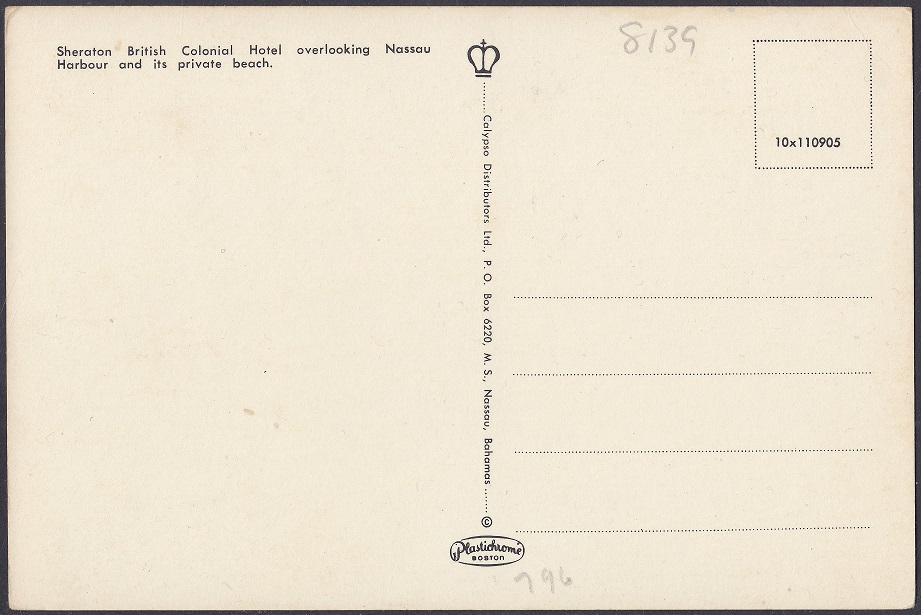 Sheraton British Colonial Hotel overlooking Nassau
Harbour and its private beach.
8139
10x110905
Calypso Distributors Ltd., P. O. Box 6220, M. S., Nassau, Bahamas
©
Plastichrome
BOSTON
796